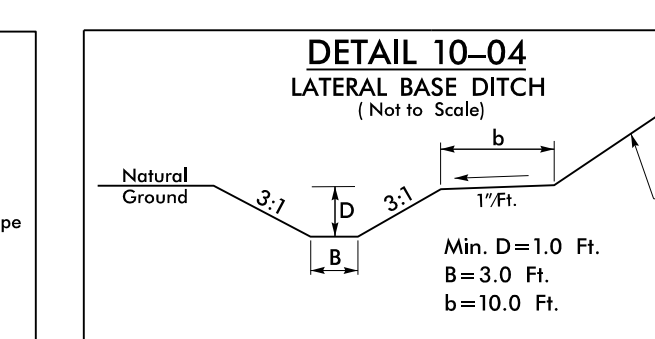 DETAIL 10–04
LATERAL BASE DITCH
( Not to Scale)
b
Natural
Ground
3:1
D
3:1
1"/Ft.
B
Min. D=1.0 Ft.
B=3.0 Ft.
b=10.0 Ft.
pe